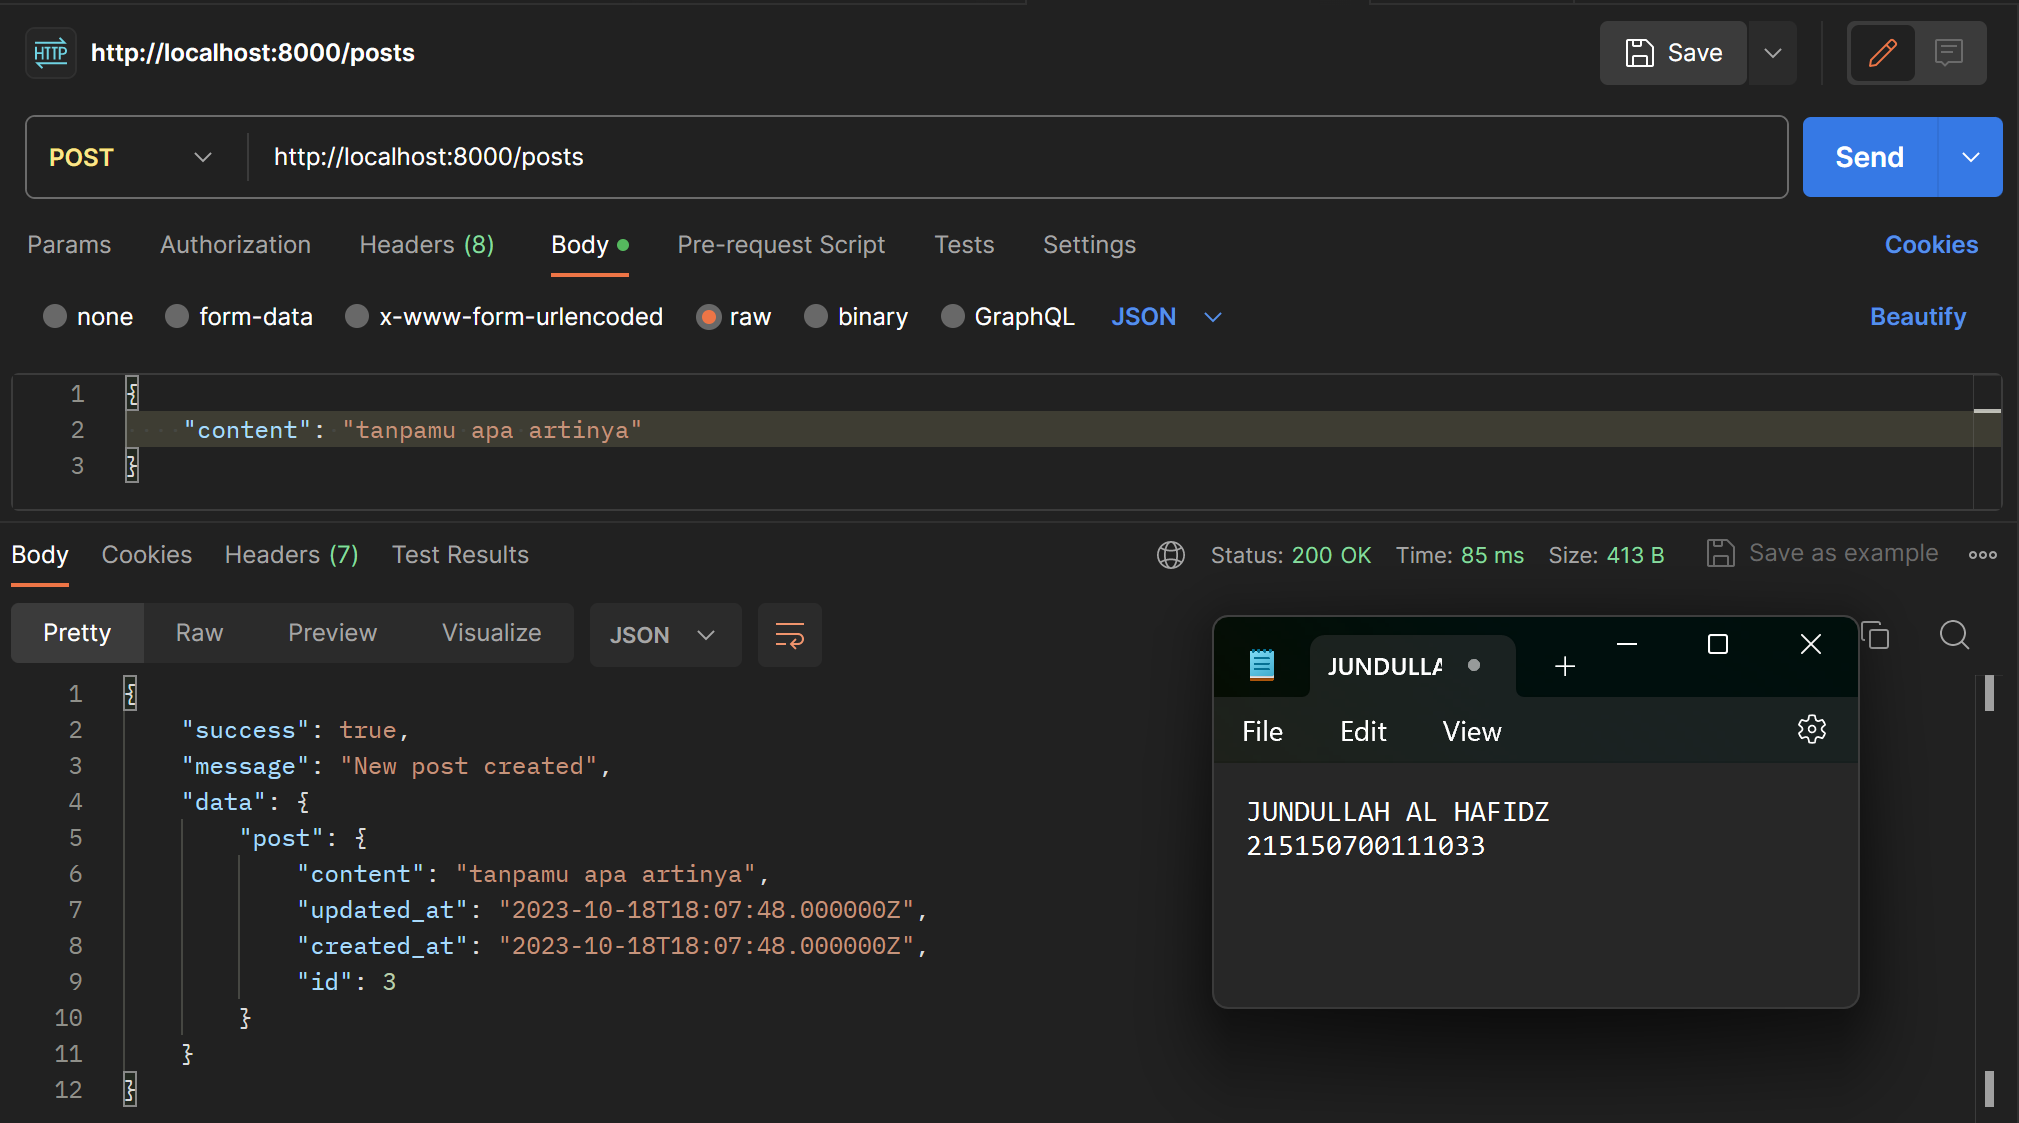 HTTP http://localhost:8000/posts Save
POST http://localhost:8000/posts Send
Params Authorization Headers (8) Body Pre-request Script Tests Settings Cookies
none form-data x-www-form-urlencoded raw binary GraphQL JSON Beautify
1 {
2 "content": "tanpamu apa artinya"
3 }
Body Cookies Headers (7) Test Results Status: 200 OK Time: 85 ms Size: 413 B Save as example
Pretty Raw Preview Visualize JSON
1 {
2 "success": true,
3 "message": "New post created",
4 "data": {
5 "post": {
6 "content": "tanpamu apa artinya",
7 "updated_at": "2023-10-18T18:07:48.000000Z",
8 "created_at": "2023-10-18T18:07:48.000000Z",
9 "id": 3
10 }
11 }
12 }
JUNDULLA
File Edit View
JUNDULLAH AL HAFIDZ
215150700111033